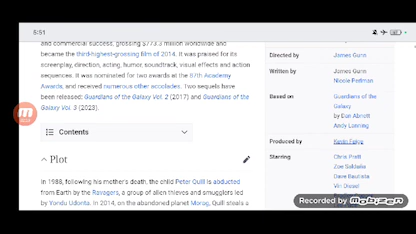 5:51
and commercial success, grossing $773.3 million worldwide and
became the third-highest-grossing film of 2014. It was praised for its
screenplay, direction, acting, humor, soundtrack, visual effects and action
sequences. It was nominated for two awards at the 87th Academy
Awards, and received numerous other accolades. Two sequels have
been released: Guardians of the Galaxy Vol. 2 (2017) and Guardians of the
Galaxy Vol. 3 (2023).
Contents
Plot
In 1988, following his mother's death, the child Peter Quill is abducted
from Earth by the Ravagers, a group of alien thieves and smugglers led
by Yondu Udonta. In 2014, on the abandoned planet Morag, Quill steals a
Directed by James Gunn
Written by James Gunn
Nicole Perlman
Based on Guardians of the
Galaxy
by Dan Abnett
Andy Lanning
Produced by Kevin Feige
Starring Chris Pratt
Zoe Saldaña
Dave Bautista
Vin Diesel
Recorded by mobizen